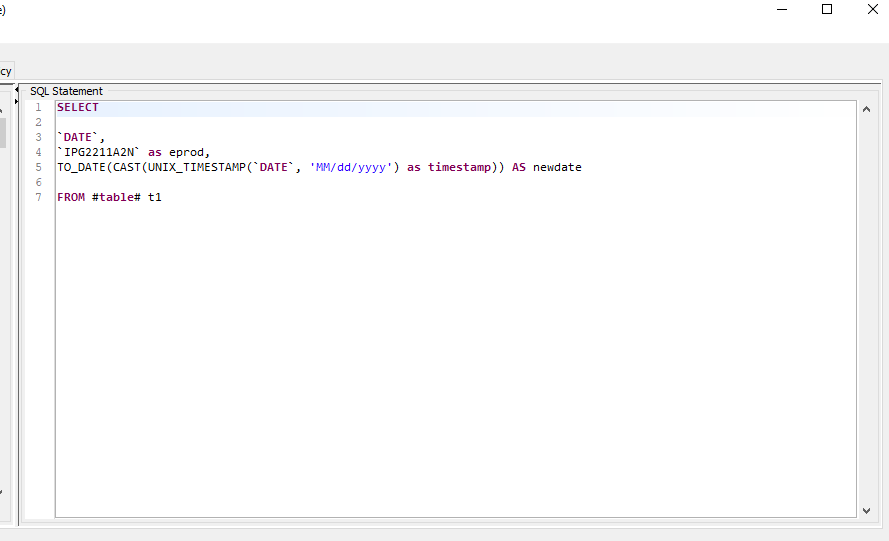 e)
cy
SQL Statement
1 SELECT
2
3 `DATE`,
4 `IPG2211A2N` as eprod,
5 TO_DATE(CAST(UNIX_TIMESTAMP(`DATE`, 'MM/dd/yyyy') as timestamp)) AS newdate
6
7 FROM #table# t1